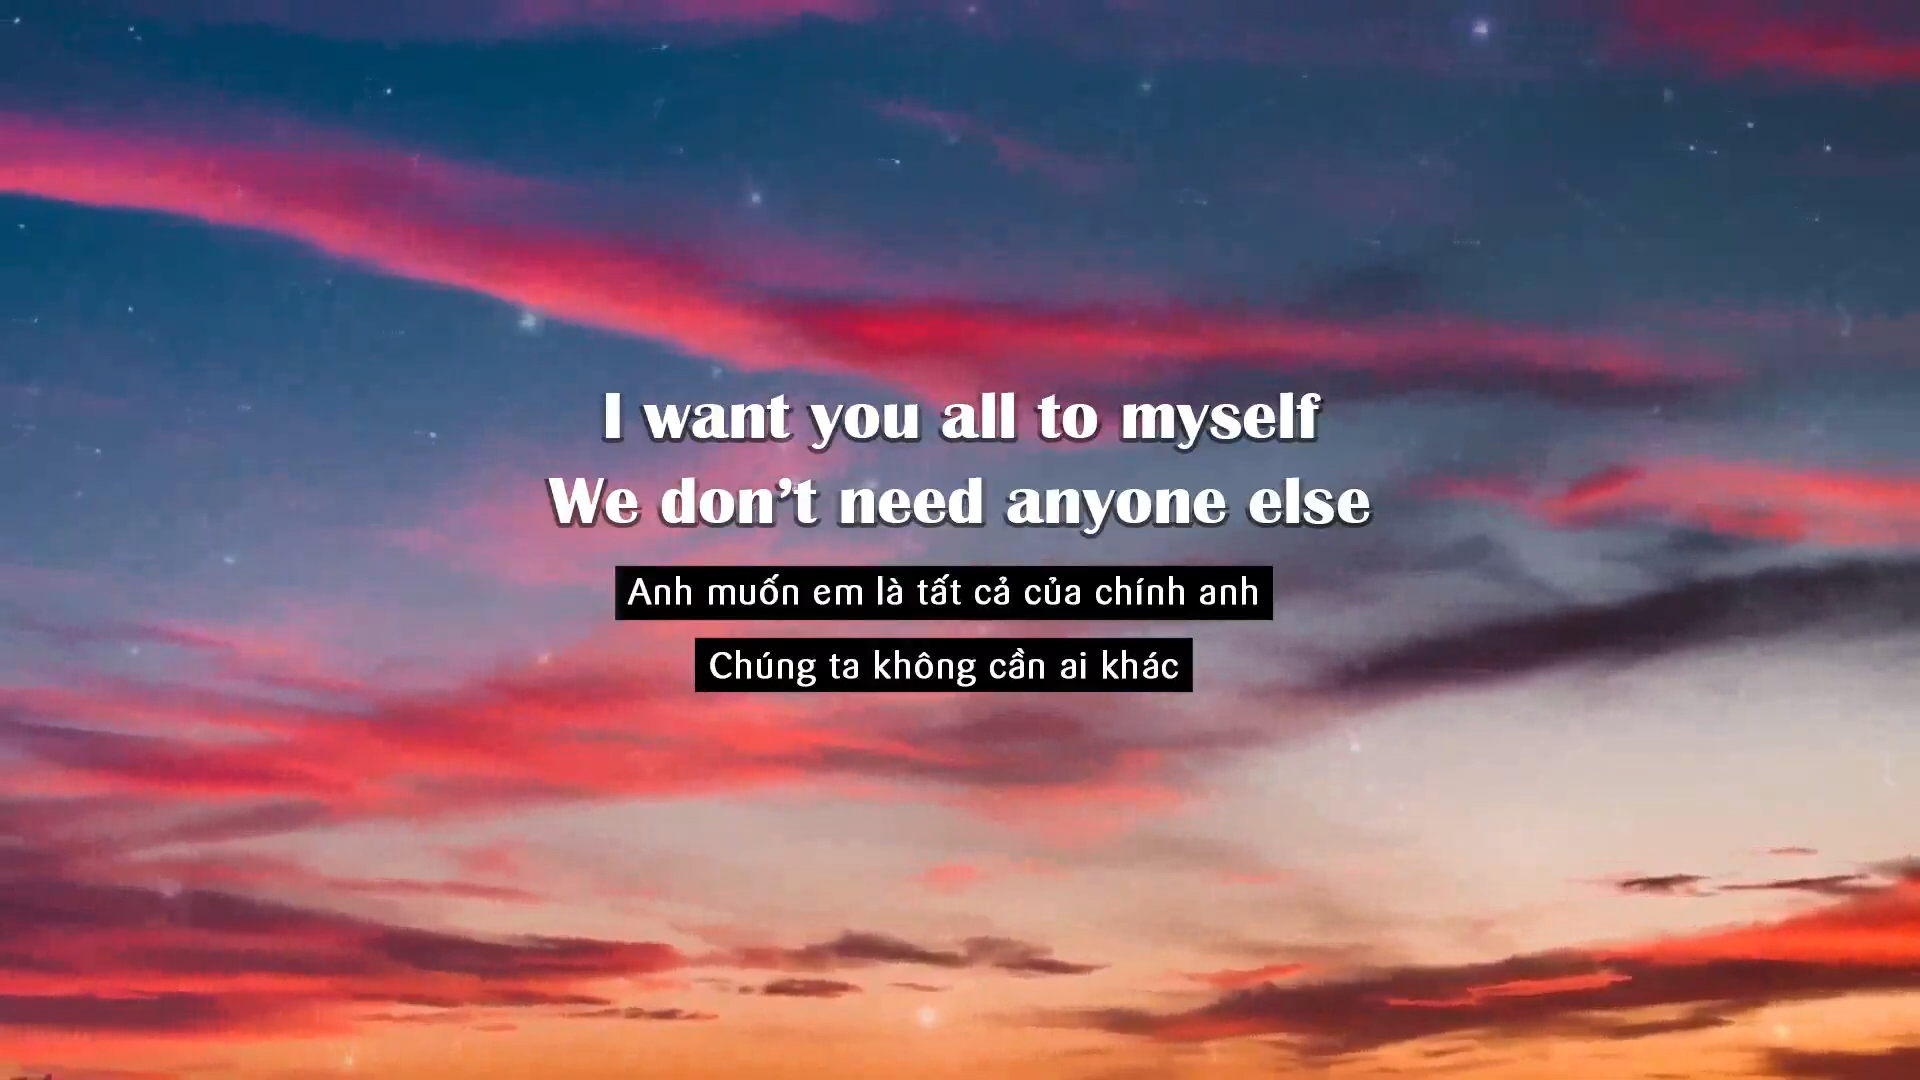 I want you all to myself
We don’t need anyone else
Anh muốn em là tất cả của chính anh
Chúng ta không cần ai khác